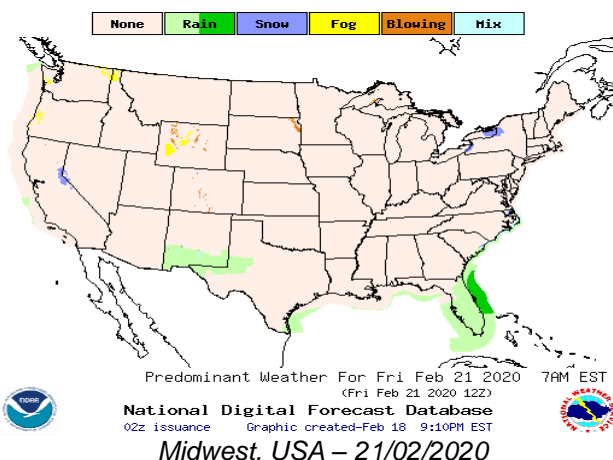 None Rain Snow Fog Blowing Mix
Predominant Weather For Fri Feb 21 2020 7AM EST
(Fri Feb 21 2020 12Z)
National Digital Forecast Database
02z issuance Graphic created-Feb 18 9:10PM EST
Midwest, USA – 21/02/2020
NOAA